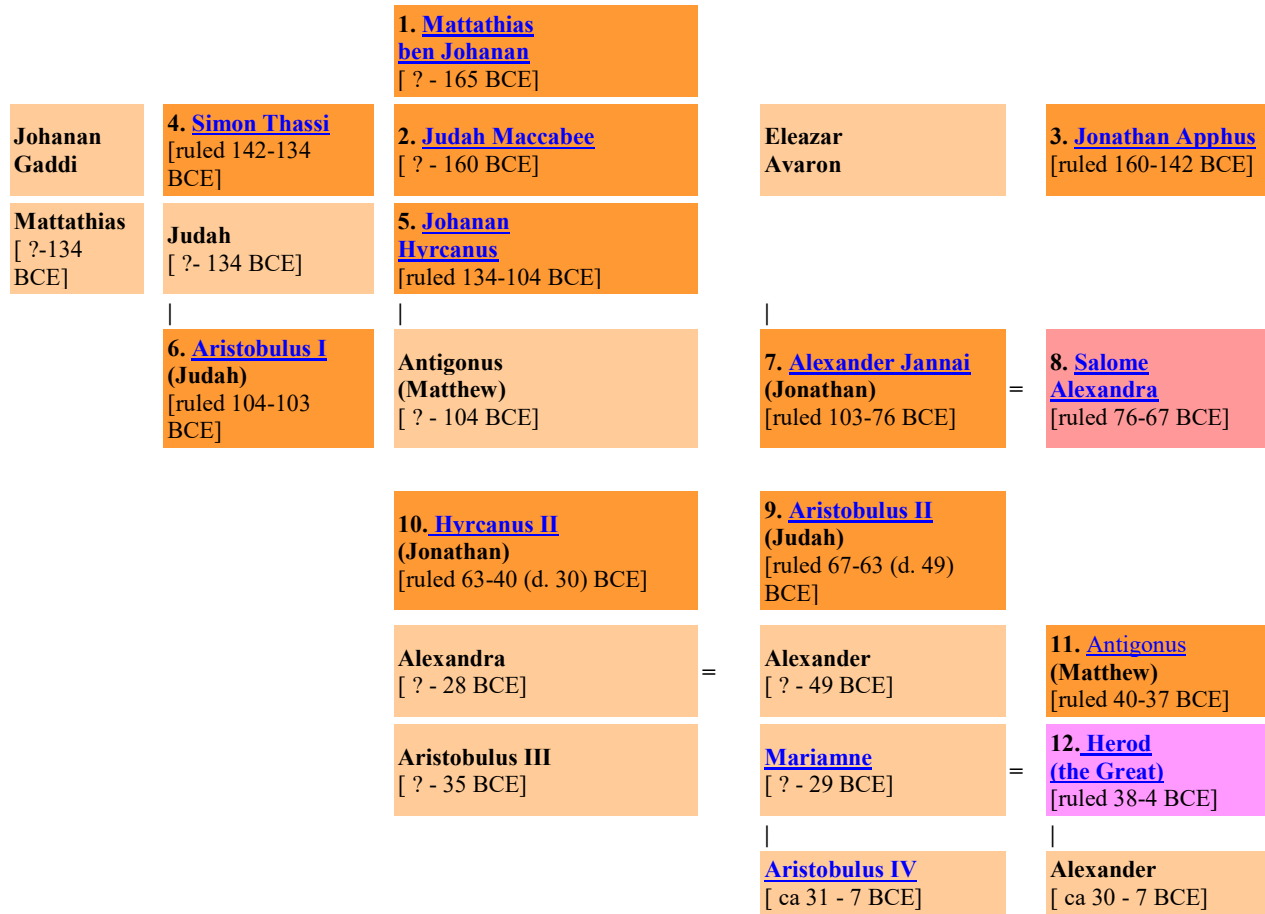 1. Mattathias
ben Johanan
[ ? - 165 BCE]
Johanan
Gaddi
4. Simon Thassi
[ruled 142-134
BCE]
2. Judah Maccabee
[ ? - 160 BCE]
Eleazar
Avaron
3. Jonathan Apphus
[ruled 160-142 BCE]
Mattathias
[ ?-134
BCE]
Judah
[ ?- 134 BCE]
5. Johanan
Hyrcanus
[ruled 134-104 BCE]
| | |
6. Aristobulus I
(Judah)
[ruled 104-103
BCE]
Antigonus
(Matthew)
[ ? - 104 BCE]
7. Alexander Jannai
(Jonathan)
[ruled 103-76 BCE]
=
8. Salome
Alexandra
[ruled 76-67 BCE]
10. Hyrcanus II
(Jonathan)
[ruled 63-40 (d. 30) BCE]
9. Aristobulus II
(Judah)
[ruled 67-63 (d. 49)
BCE]
Alexandra
[ ? - 28 BCE]
=
Alexander
[ ? - 49 BCE]
11. Antigonus
(Matthew)
[ruled 40-37 BCE]
Aristobulus III
[ ? - 35 BCE]
Mariamne
[ ? - 29 BCE]
=
12. Herod
(the Great)
[ruled 38-4 BCE]
| |
Aristobulus IV
[ ca 31 - 7 BCE]
Alexander
[ ca 30 - 7 BCE]